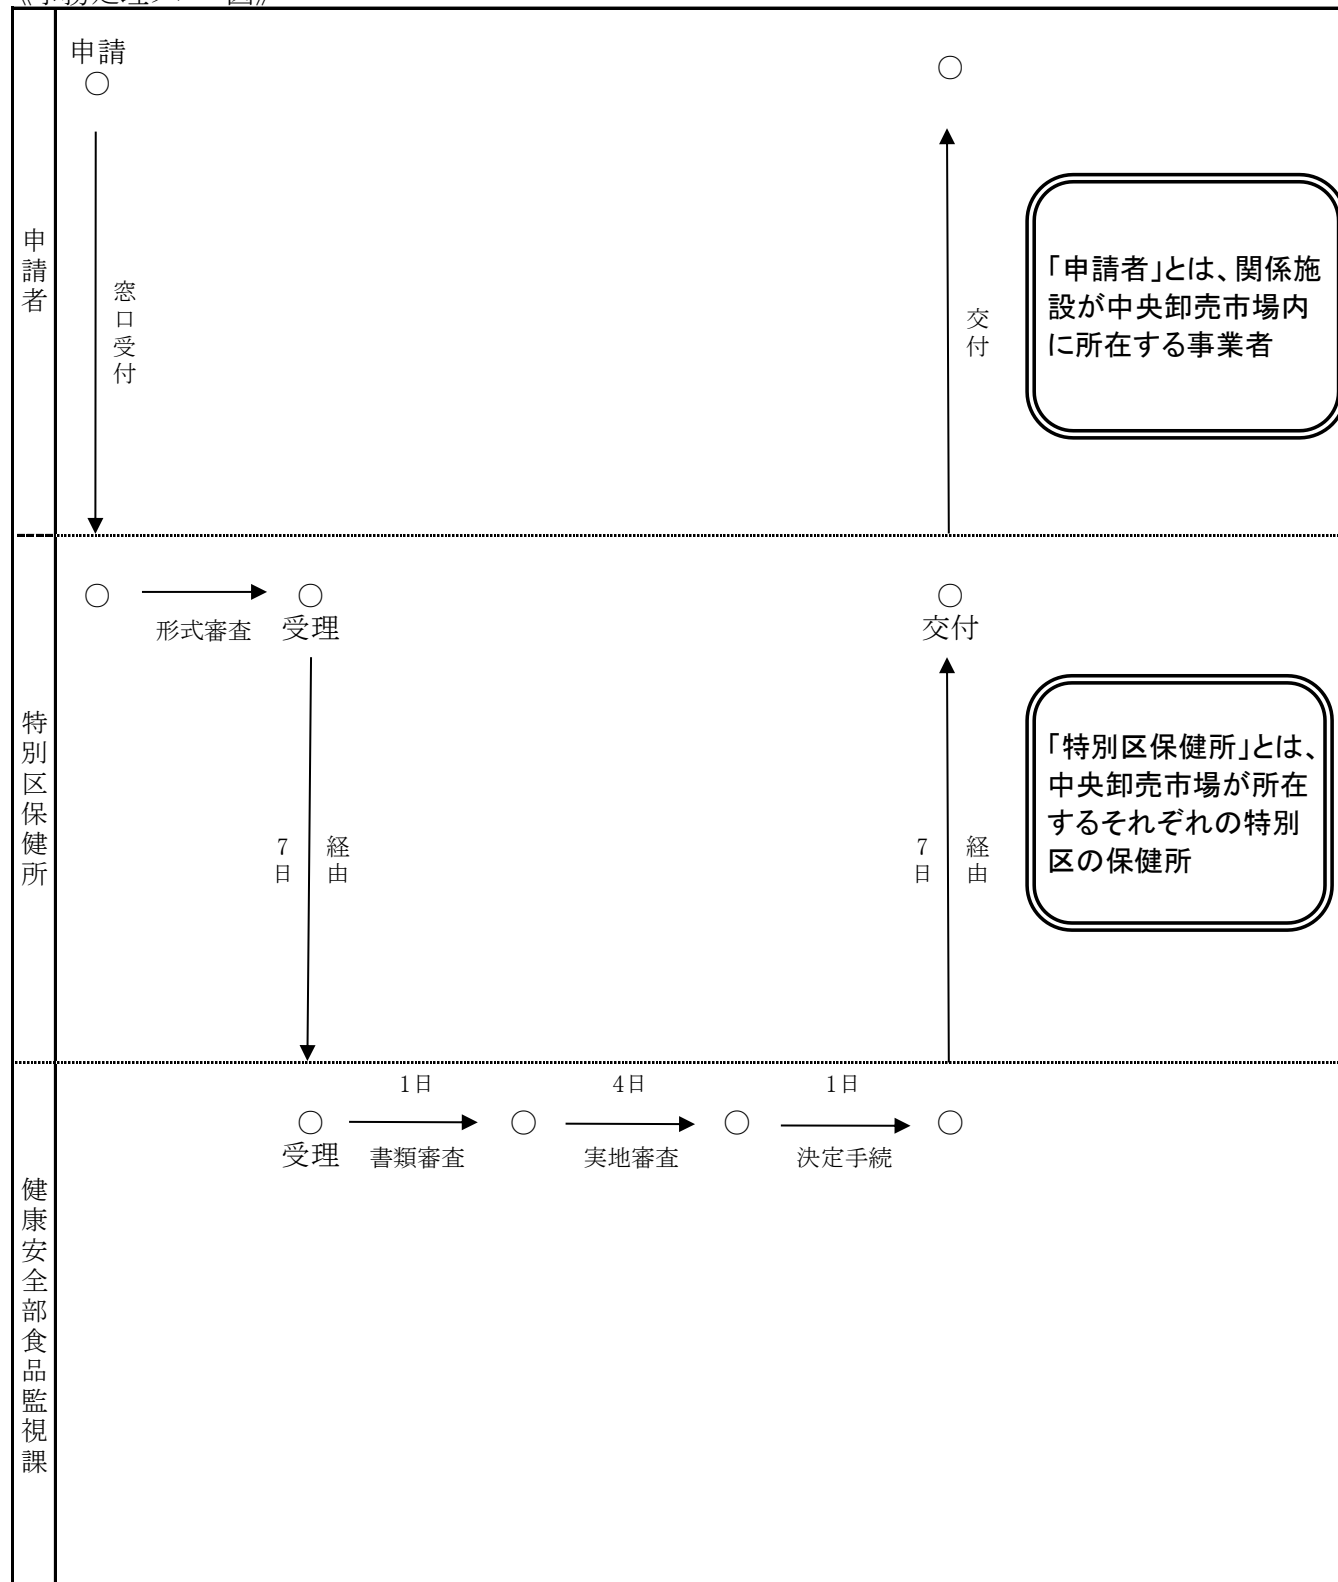 申請
申請者
窓口受付
交付
「申請者」とは、関係施
設が中央卸売市場内
に所在する事業者
特別区保健所
形式審査
受理
交付
7日
経由
7日
経由
「特別区保健所」とは、
中央卸売市場が所在
するそれぞれの特別
区の保健所
健康安全部食品監視課
1日
4日
1日
受理
書類審査
実地審査
決定手続